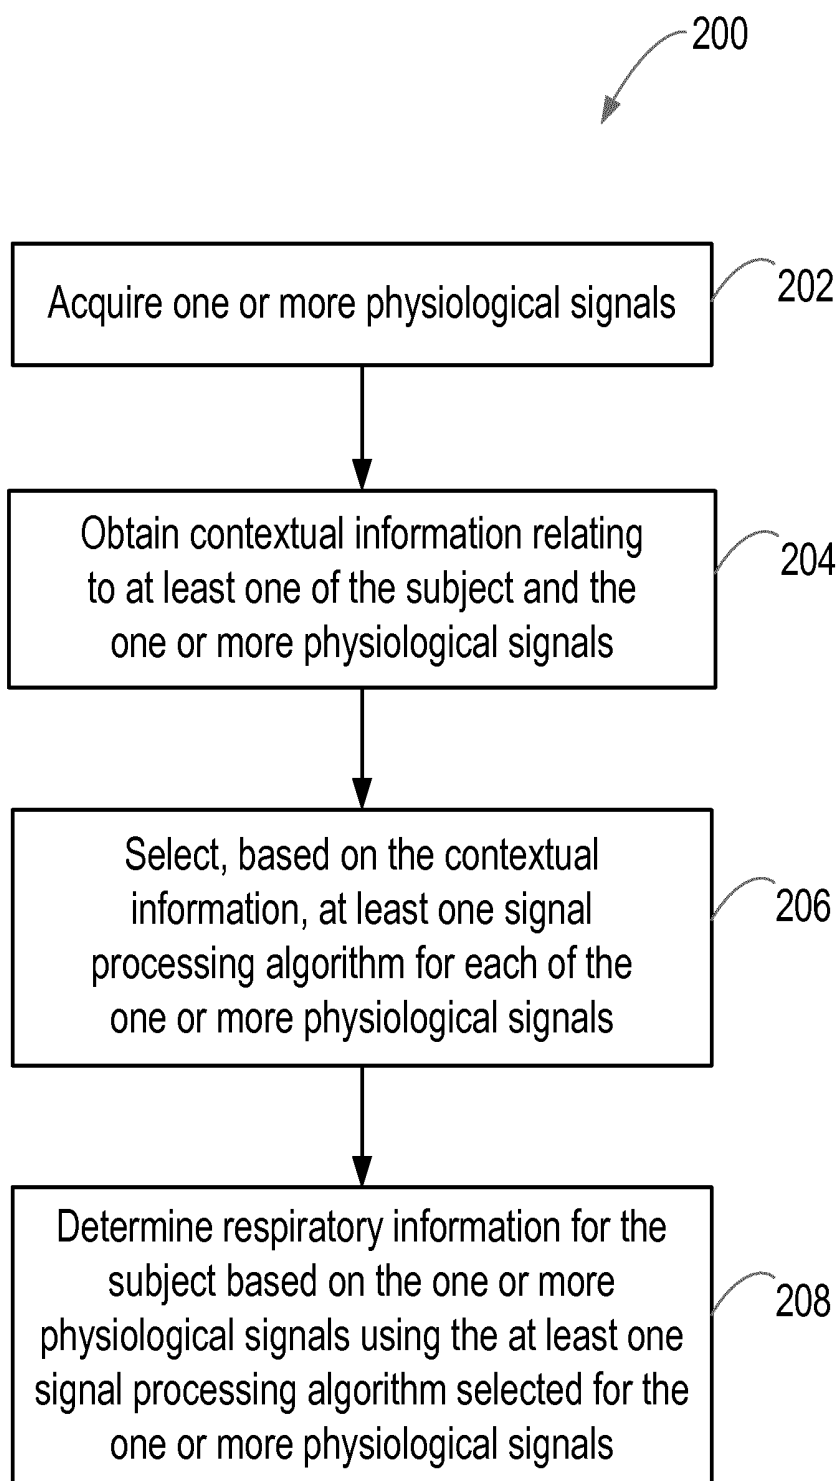 200
Acquire one or more physiological signals
202
Obtain contextual information relating
to at least one of the subject and the
one or more physiological signals
204
Select, based on the contextual
information, at least one signal
processing algorithm for each of the
one or more physiological signals
206
Determine respiratory information for the
subject based on the one or more
physiological signals using the at least one
signal processing algorithm selected for the
one or more physiological signals
208